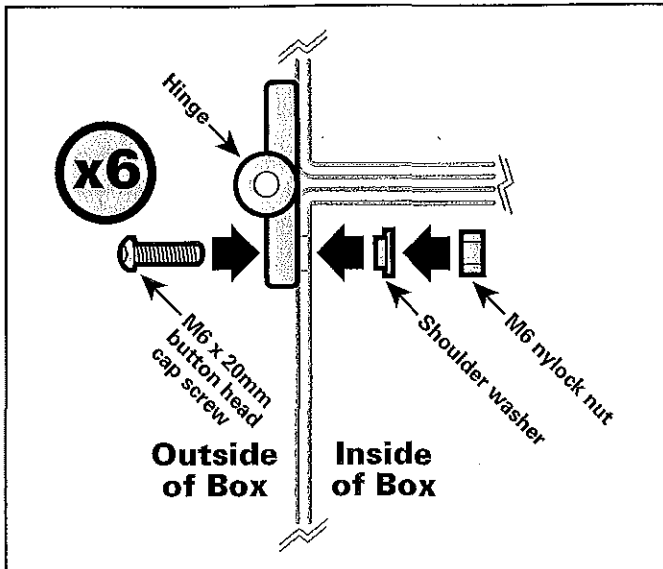 Hinge
x6
M6 x 20mm
button head
cap screw
Shoulder washer
M6 nylock nut
Outside
of Box
Inside
of Box